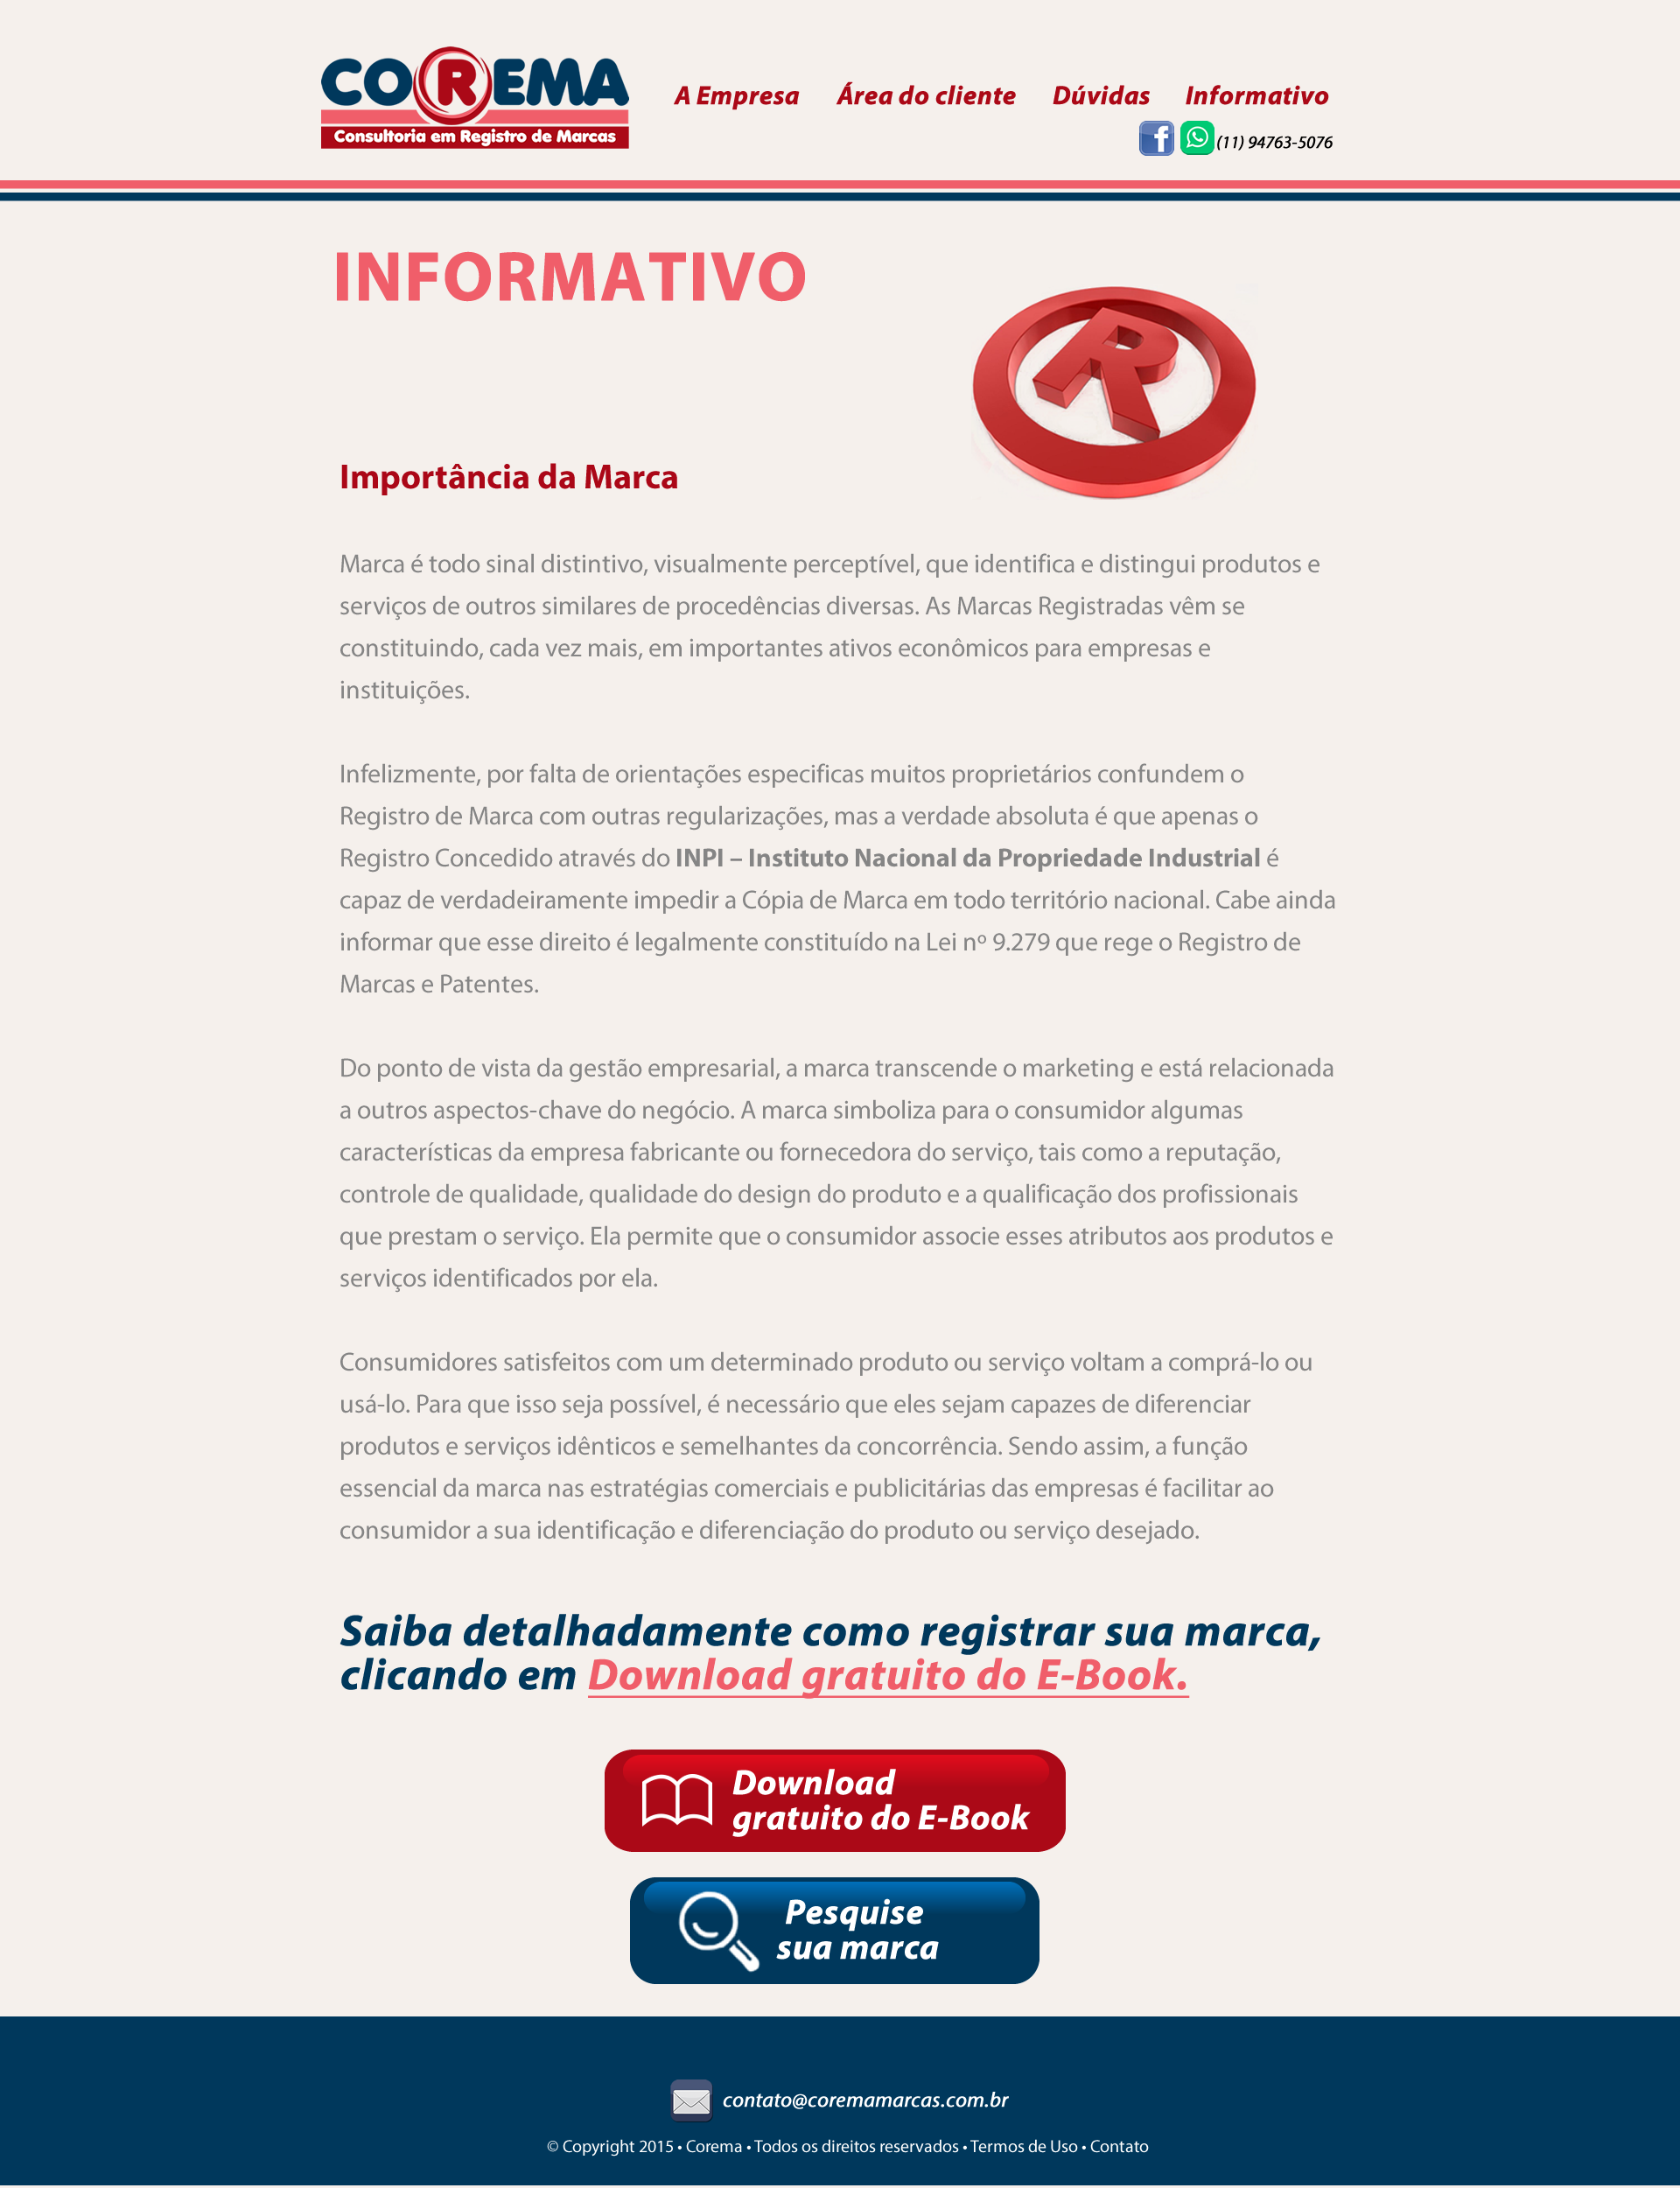 COREMA
Consultoria em Registro de Marcas
A Empresa Área do cliente Dúvidas Informativo
(11) 94763-5076
INFORMATIVO
R
Importância da Marca
Marca é todo sinal distintivo, visualmente perceptível, que identifica e distingui produtos e
serviços de outros similares de procedências diversas. As Marcas Registradas vêm se
constituindo, cada vez mais, em importantes ativos econômicos para empresas e
instituições.
Infelizmente, por falta de orientações especificas muitos proprietários confundem o
Registro de Marca com outras regularizações, mas a verdade absoluta é que apenas o
Registro Concedido através do INPI – Instituto Nacional da Propriedade Industrial é
capaz de verdadeiramente impedir a Cópia de Marca em todo território nacional. Cabe ainda
informar que esse direito é legalmente constituído na Lei nº 9.279 que rege o Registro de
Marcas e Patentes.
Do ponto de vista da gestão empresarial, a marca transcende o marketing e está relacionada
a outros aspectos-chave do negócio. A marca simboliza para o consumidor algumas
características da empresa fabricante ou fornecedora do serviço, tais como a reputação,
controle de qualidade, qualidade do design do produto e a qualificação dos profissionais
que prestam o serviço. Ela permite que o consumidor associe esses atributos aos produtos e
serviços identificados por ela.
Consumidores satisfeitos com um determinado produto ou serviço voltam a comprá-lo ou
usá-lo. Para que isso seja possível, é necessário que eles sejam capazes de diferenciar
produtos e serviços idênticos e semelhantes da concorrência. Sendo assim, a função
essencial da marca nas estratégias comerciais e publicitárias das empresas é facilitar ao
consumidor a sua identificação e diferenciação do produto ou serviço desejado.
Saiba detalhadamente como registrar sua marca,
clicando em Download gratuito do E-Book.
Download
gratuito do E-Book
Pesquise
sua marca
contato@coremamarcas.com.br
© Copyright 2015 • Corema • Todos os direitos reservados • Termos de Uso • Contato